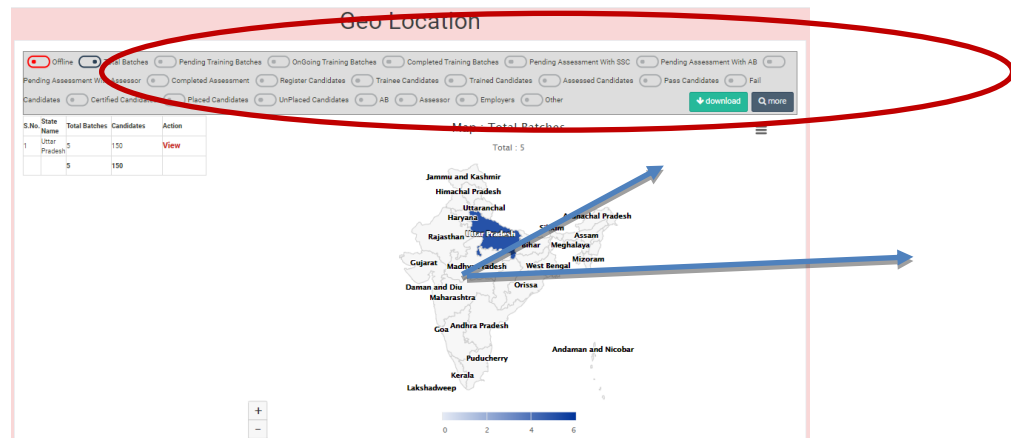 Geo Location
Offline Total Batches Pending Training Batches OnGoing Training Batches Completed Training Batches Pending Assessment With SSC Pending Assessment With AB
Pending Assessment With Assessor Completed Assessment Register Candidates Trainee Candidates Trained Candidates Assessed Candidates Pass Candidates Fail
Candidates Certified Candidates Placed Candidates UnPlaced Candidates AB Assessor Employers Other download more
S.No. State Name Total Batches Candidates Action
1 Utter Pradesh 5 150 View
5 150
Map : Total Batches
Total : 5
Jammu and Kashmir
Himachal Pradesh
Uttaranchal
Haryana
Arunachal Pradesh
Rajasthan
Uttar Pradesh
Sikkim
Assam
Bihar
Meghalaya
Gujarat
Madhya Pradesh
West Bengal
Mizoram
Daman and Diu
Orissa
Maharashtra
Goa
Andhra Pradesh
Andaman and Nicobar
Puducherry
Kerala
Lakshadweep
+
−
0 2 4 6